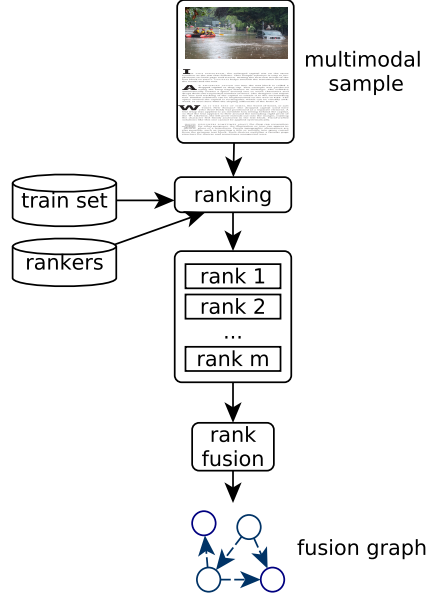 multimodal
sample
train set
ranking
rankers
rank 1
rank 2
...
rank m
rank
fusion
fusion graph